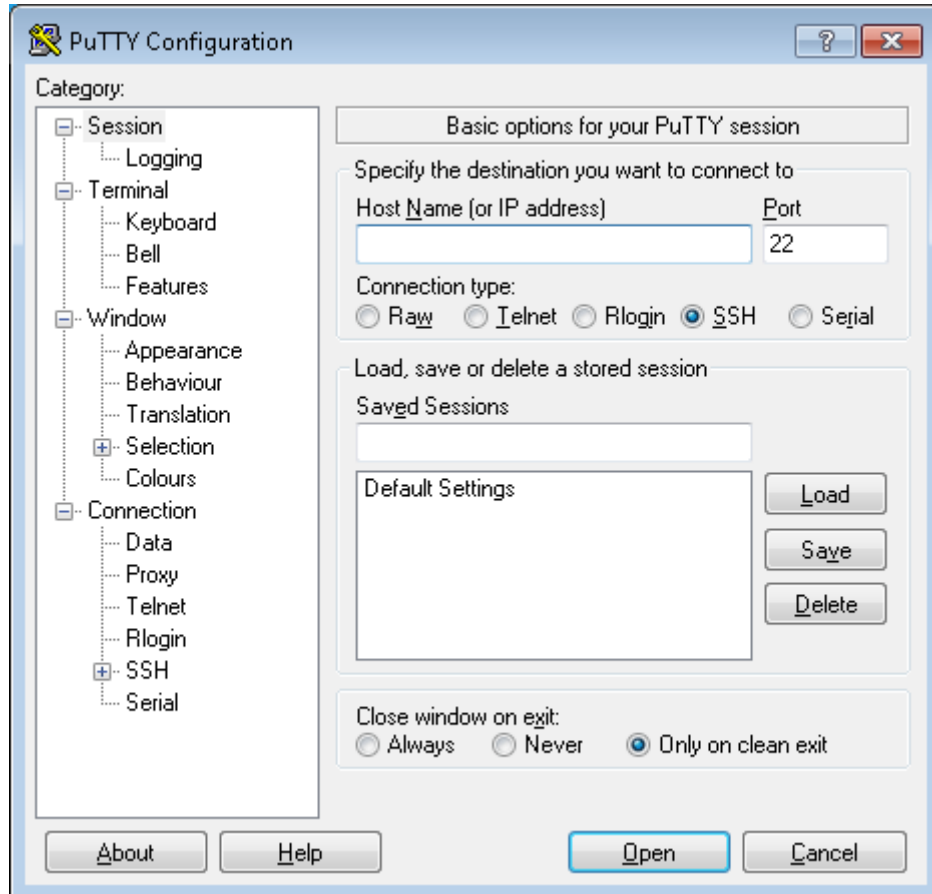 PuTTY Configuration
Category:
Session
Logging
Terminal
Keyboard
Bell
Features
Window
Appearance
Behaviour
Translation
Selection
Colours
Connection
Data
Proxy
Telnet
Rlogin
SSH
Serial
Basic options for your PuTTY session
Specify the destination you want to connect to
Host Name (or IP address) Port
22
Connection type:
Raw Telnet Rlogin SSH Serial
Load, save or delete a stored session
Saved Sessions
Default Settings
Load
Save
Delete
Close window on exit:
Always Never Only on clean exit
About Help Open Cancel